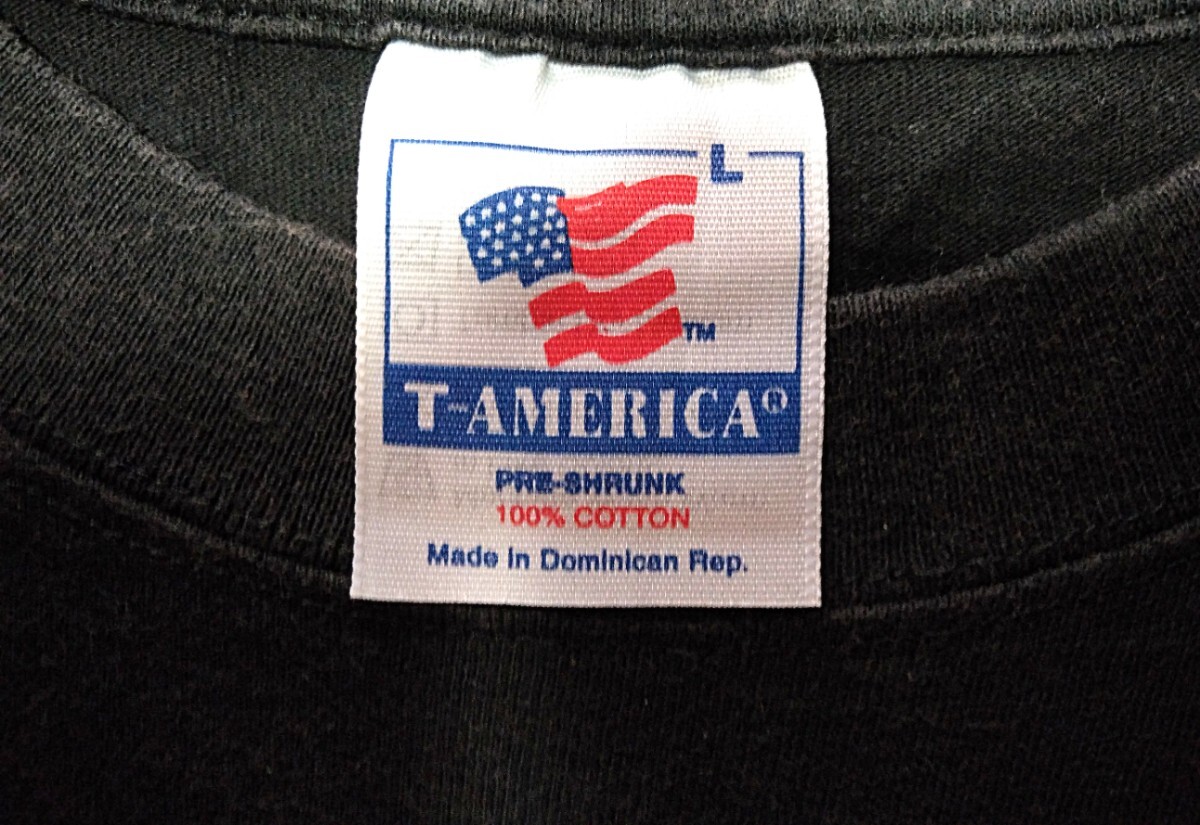 L
TM
T-AMERICA®
PRE-SHRUNK
100% COTTON
Made in Dominican Rep.